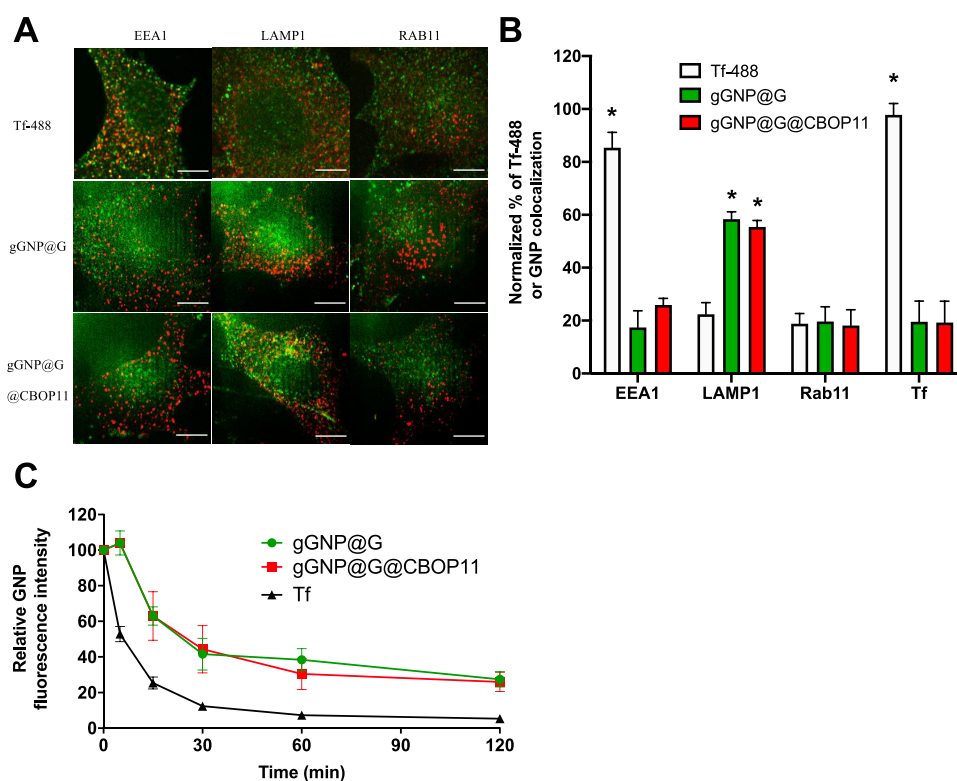 A
EEA1 LAMP1 RAB11
Tf-488
gGNP@G
gGNP@G
@CBOP11
B
Normalized % of Tf-488
or GNP colocalization
120
100
80
60
40
20
0
Tf-488
gGNP@G
gGNP@G@CBOP11
* * * *
EEA1 LAMP1 Rab11 Tf
C
Relative GNP
fluorescence intensity
120
100
80
60
40
20
0
gGNP@G
gGNP@G@CBOP11
Tf
0 30 60 90 120
Time (min)